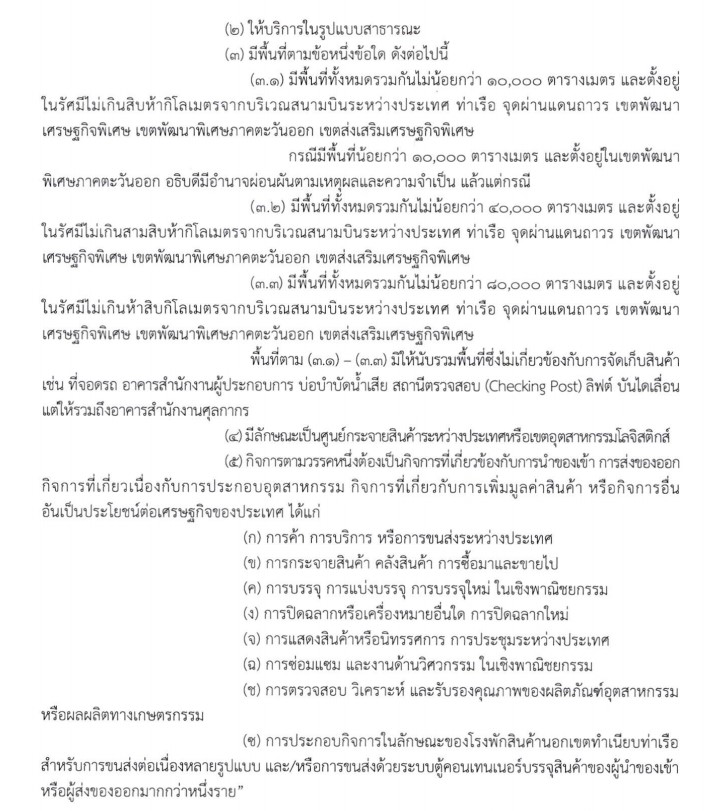 (๒) ให้บริการในรูปแบบสาธารณะ
(๓) มีพื้นที่ตามข้อหนึ่งข้อใด ดังต่อไปนี้
(๓.๑) มีพื้นที่ทั้งหมดรวมกันไม่น้อยกว่า ๑๐,๐๐๐ ตารางเมตร และตั้งอยู่
ในรัศมีไม่เกินสิบห้ากิโลเมตรจากบริเวณสนามบินระหว่างประเทศ ท่าเรือ จุดผ่านแดนถาวร เขตพัฒนา
เศรษฐกิจพิเศษ เขตพัฒนาพิเศษภาคตะวันออก เขตส่งเสริมเศรษฐกิจพิเศษ
กรณีมีพื้นที่น้อยกว่า ๑๐,๐๐๐ ตารางเมตร และตั้งอยู่ในเขตพัฒนา
พิเศษภาคตะวันออก อธิบดีมีอำนาจผ่อนผันตามเหตุผลและความจำเป็น แล้วแต่กรณี
(๓.๒) มีพื้นที่ทั้งหมดรวมกันไม่น้อยกว่า ๔๐,๐๐๐ ตารางเมตร และตั้งอยู่
ในรัศมีไม่เกินสามสิบห้ากิโลเมตรจากบริเวณสนามบินระหว่างประเทศ ท่าเรือ จุดผ่านแดนถาวร เขตพัฒนา
เศรษฐกิจพิเศษ เขตพัฒนาพิเศษภาคตะวันออก เขตส่งเสริมเศรษฐกิจพิเศษ
(๓.๓) มีพื้นที่ทั้งหมดรวมกันไม่น้อยกว่า ๘๐,๐๐๐ ตารางเมตร และตั้งอยู่
ในรัศมีไม่เกินห้าสิบกิโลเมตรจากบริเวณสนามบินระหว่างประเทศ ท่าเรือ จุดผ่านแดนถาวร เขตพัฒนา
เศรษฐกิจพิเศษ เขตพัฒนาพิเศษภาคตะวันออก เขตส่งเสริมเศรษฐกิจพิเศษ
พื้นที่ตาม (๓.๑) – (๓.๓) มิให้นับรวมพื้นที่ซึ่งไม่เกี่ยวข้องกับการจัดเก็บสินค้า
เช่น ที่จอดรถ อาคารสำนักงานผู้ประกอบการ บ่อบำบัดน้ำเสีย สถานีตรวจสอบ (Checking Post) ลิฟต์ บันไดเลื่อน
แต่ให้รวมถึงอาคารสำนักงานศุลกากร
(๔) มีลักษณะเป็นศูนย์กระจายสินค้าระหว่างประเทศหรือเขตอุตสาหกรรมโลจิสติกส์
(๕) กิจการตามวรรคหนึ่งต้องเป็นกิจการที่เกี่ยวข้องกับการนำของเข้า การส่งของออก
กิจการที่เกี่ยวเนื่องกับการประกอบอุตสาหกรรม กิจการที่เกี่ยวกับการเพิ่มมูลค่าสินค้า หรือกิจการอื่น
อันเป็นประโยชน์ต่อเศรษฐกิจของประเทศ ได้แก่
(ก) การค้า การบริการ หรือการขนส่งระหว่างประเทศ
(ข) การกระจายสินค้า คลังสินค้า การซื้อมาและขายไป
(ค) การบรรจุ การแบ่งบรรจุ การบรรจุใหม่ ในเชิงพาณิชยกรรม
(ง) การปิดฉลากหรือเครื่องหมายอื่นใด การปิดฉลากใหม่
(จ) การแสดงสินค้าหรือนิทรรศการ การประชุมระหว่างประเทศ
(ฉ) การซ่อมแซม และงานด้านวิศวกรรม ในเชิงพาณิชยกรรม
(ช) การตรวจสอบ วิเคราะห์ และรับรองคุณภาพของผลิตภัณฑ์อุตสาหกรรม
หรือผลผลิตทางเกษตรกรรม
(ซ) การประกอบกิจการในลักษณะของโรงพักสินค้านอกเขตทำเนียบท่าเรือ
สำหรับการขนส่งต่อเนื่องหลายรูปแบบ และ/หรือการขนส่งด้วยระบบตู้คอนเทนเนอร์บรรจุสินค้าของผู้นำของเข้า
หรือผู้ส่งของออกมากกว่าหนึ่งราย”